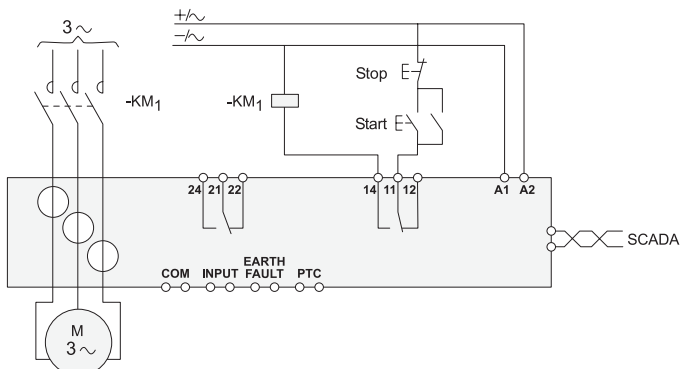 3 ~
+/~
−/~
Stop
-KM1
-KM1
Start
24 21 22
14 11 12
A1 A2
SCADA
COM INPUT EARTH FAULT PTC
M
3 ~